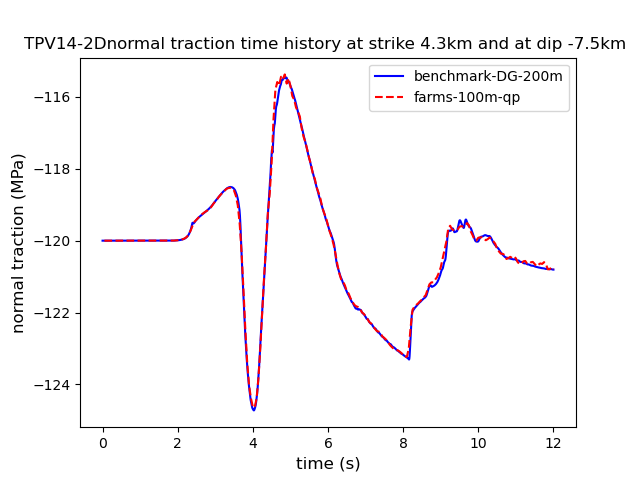 TPV14-2Dnormal traction time history at strike 4.3km and at dip -7.5km
benchmark-DG-200m
farms-100m-qp
normal traction (MPa)
−116
−118
−120
−122
−124
0 2 4 6 8 10 12
time (s)